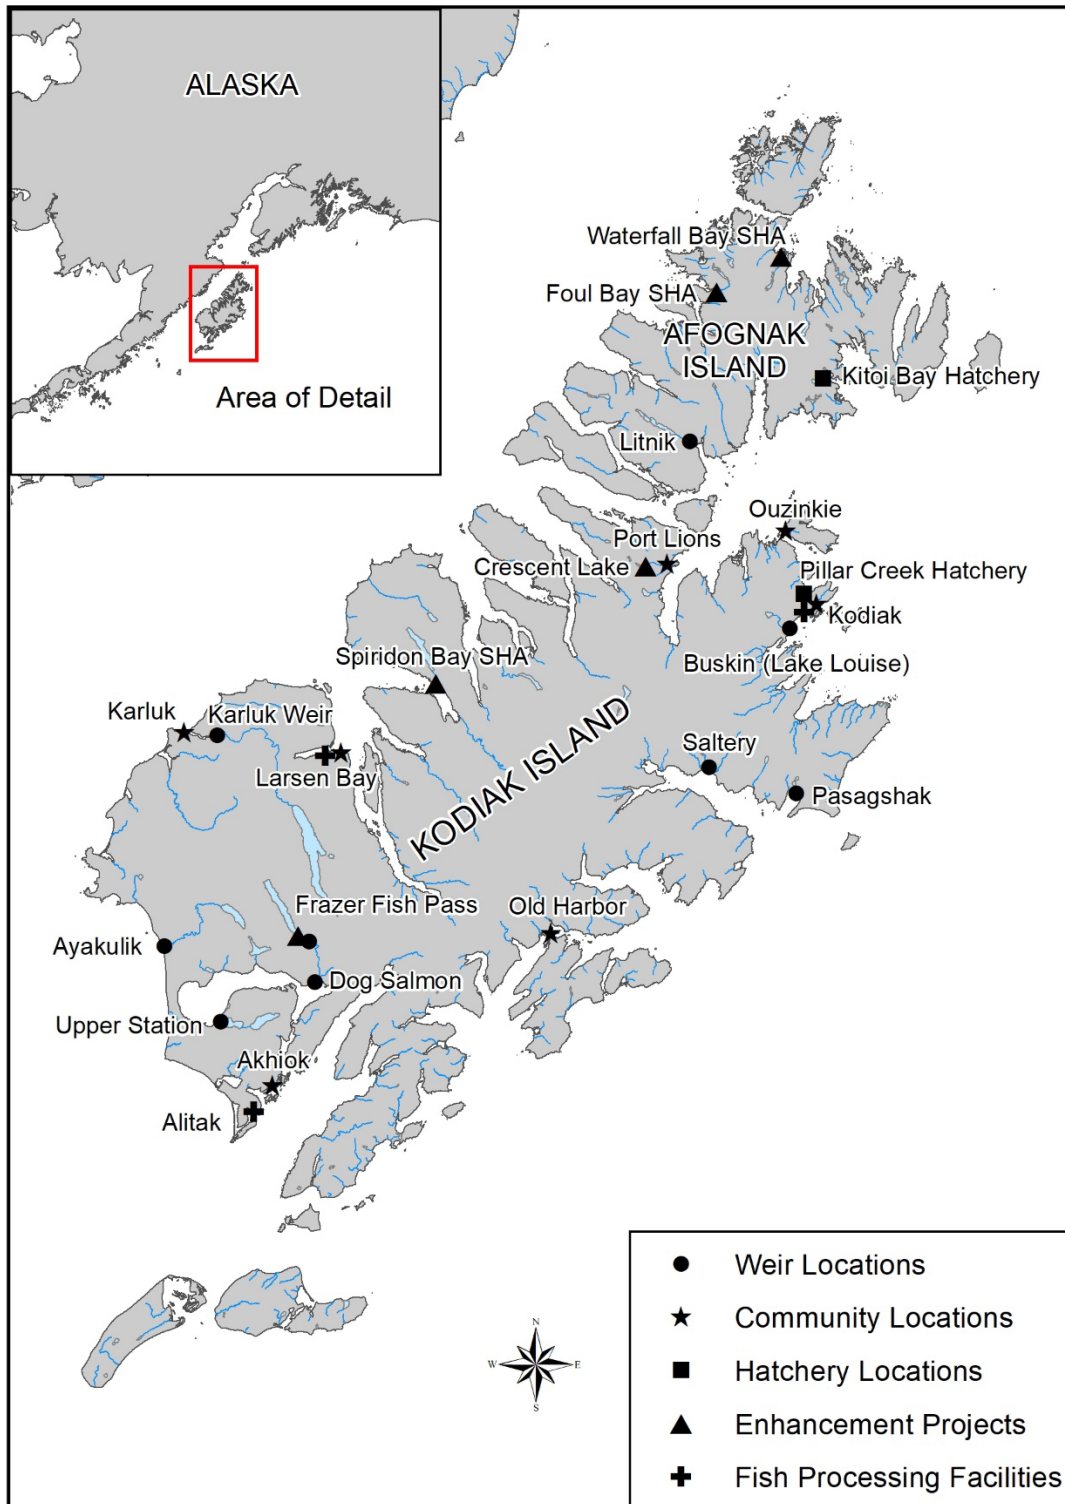 ALASKA
Area of Detail
Waterfall Bay SHA
Foul Bay SHA
AFOGNAK
ISLAND
Kitoi Bay Hatchery
Litnik
Ouzinkie
Port Lions
Crescent Lake
Pillar Creek Hatchery
Kodiak
Buskin (Lake Louise)
Spiridon Bay SHA
Karluk
Karluk Weir
Larsen Bay
KODIAK ISLAND
Saltery
Pasagshak
Frazer Fish Pass
Old Harbor
Ayakulik
Dog Salmon
Upper Station
Akhiok
Alitak
N
W
E
S
Weir Locations
Community Locations
Hatchery Locations
Enhancement Projects
Fish Processing Facilities